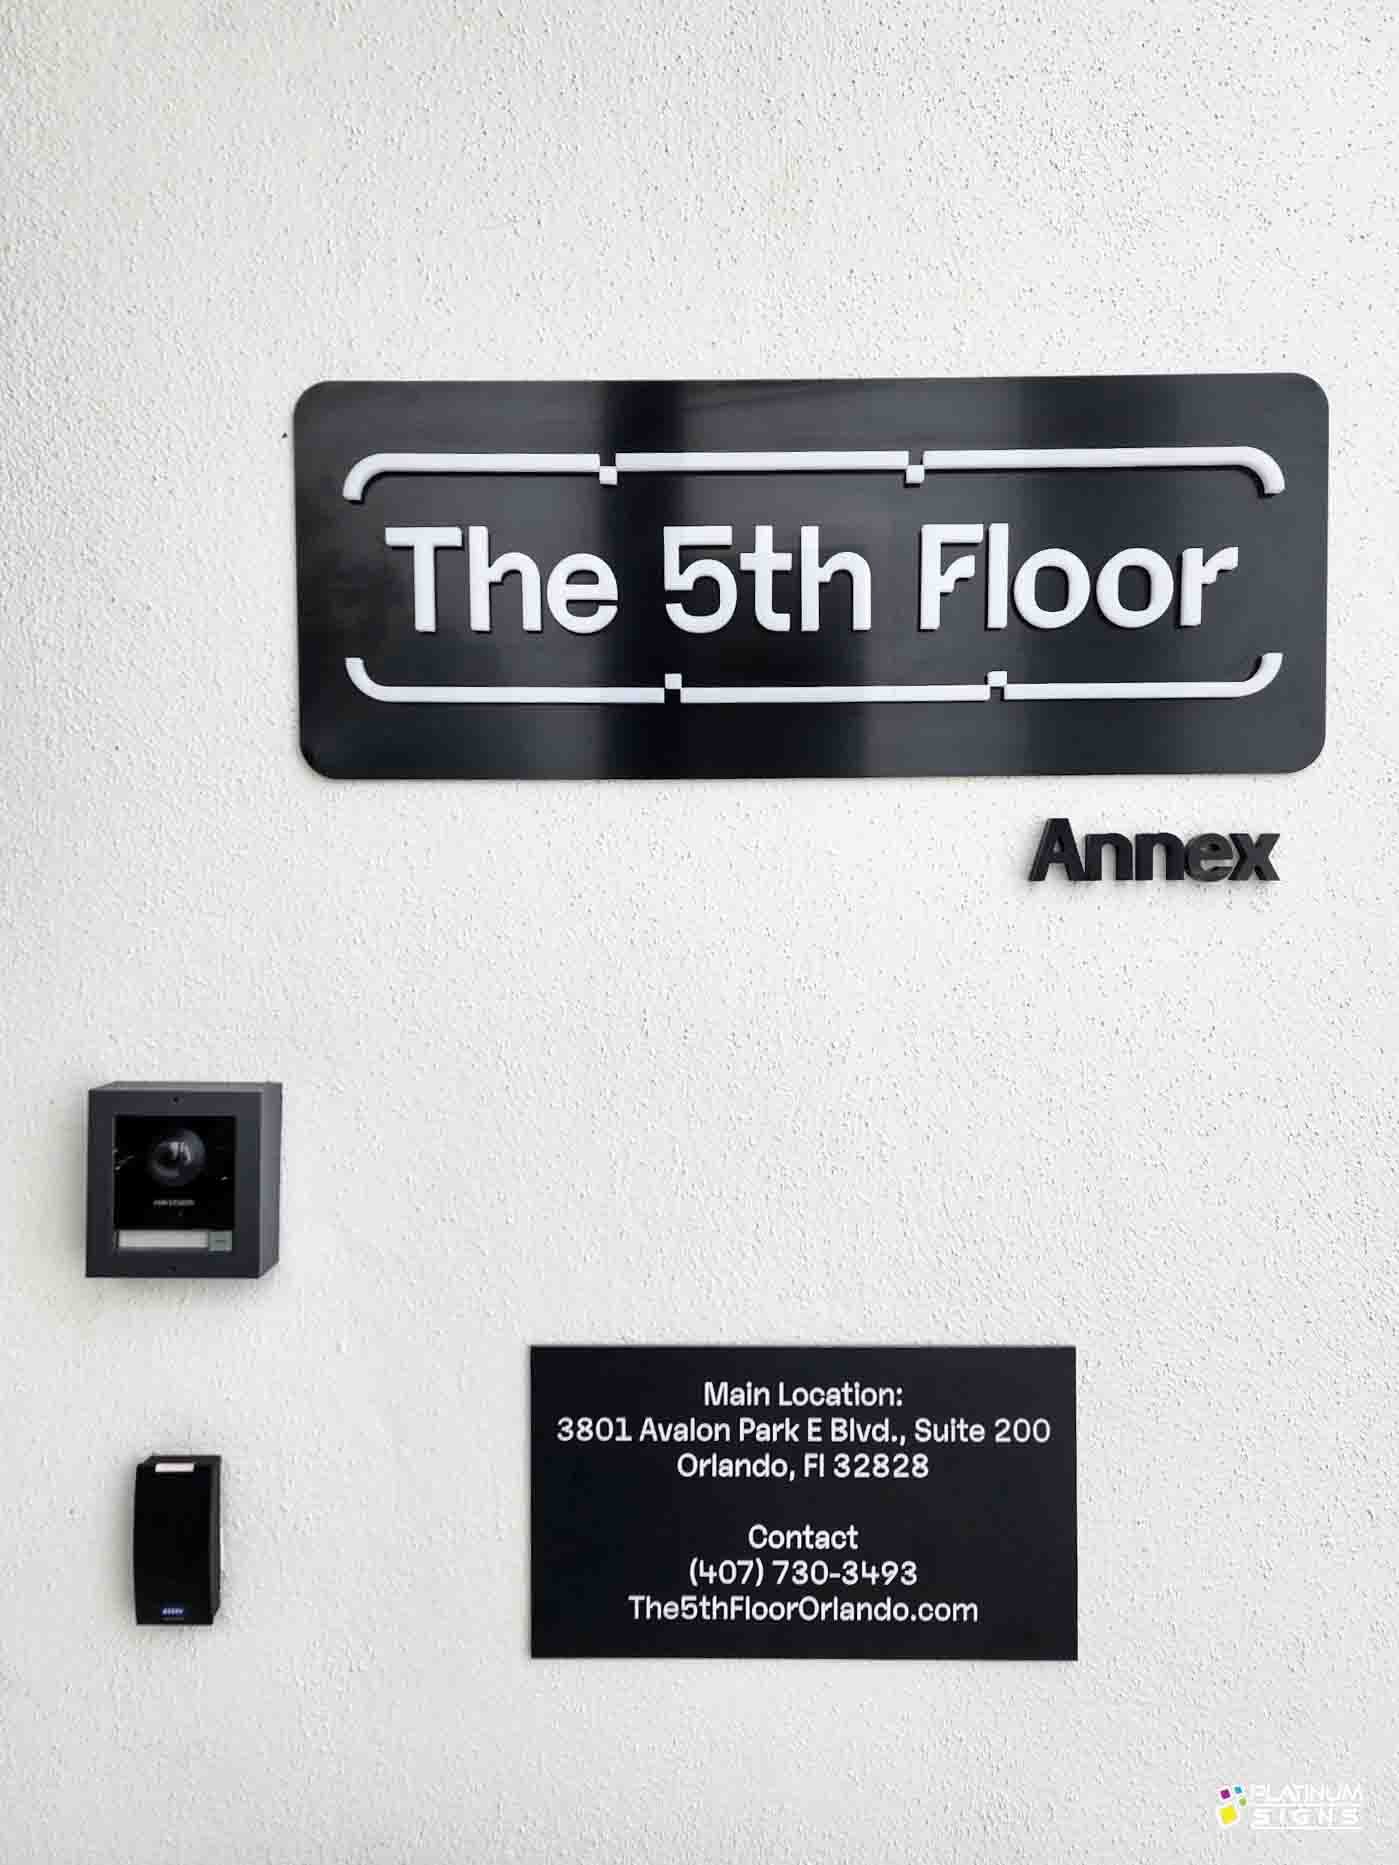 The 5th Floor
Annex
HIKVISION
Main Location:
3801 Avalon Park E Blvd., Suite 200
Orlando, Fl 32828
Contact
(407) 730-3493
The5thFloorOrlando.com
PLATINUM
SIGNS